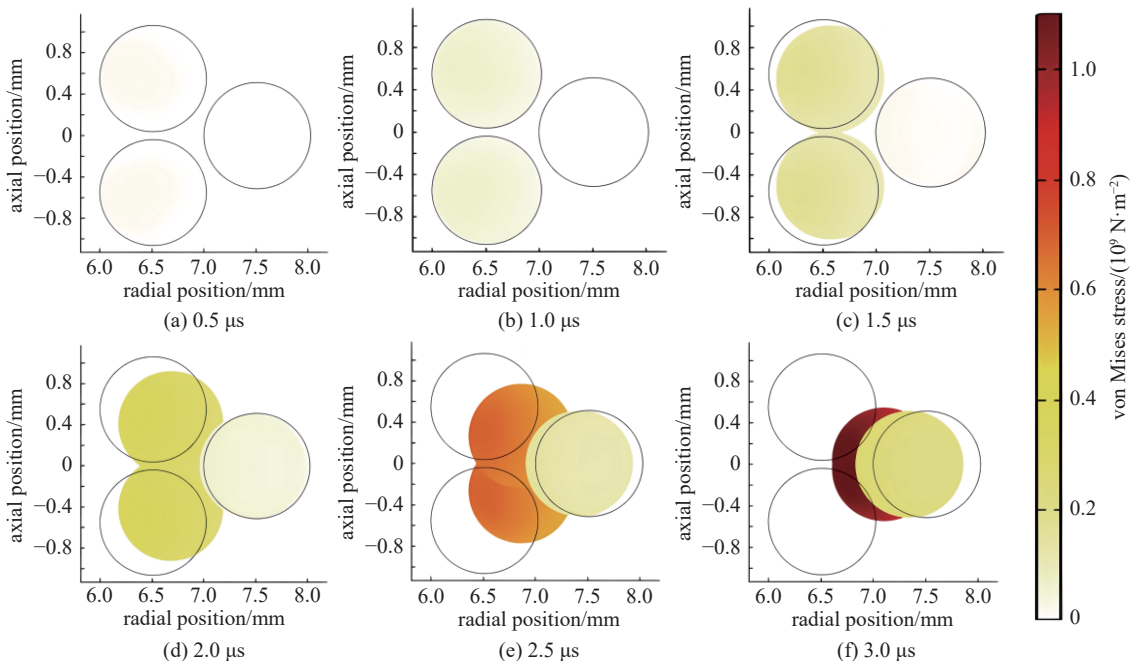 axial position/mm
0.8
0.4
0
−0.4
−0.8
6.0 6.5 7.0 7.5 8.0
radial position/mm
(a) 0.5 μs
axial position/mm
0.8
0.4
0
−0.4
−0.8
6.0 6.5 7.0 7.5 8.0
radial position/mm
(b) 1.0 μs
axial position/mm
0.8
0.4
0
−0.4
−0.8
6.0 6.5 7.0 7.5 8.0
radial position/mm
(c) 1.5 μs
axial position/mm
0.8
0.4
0
−0.4
−0.8
6.0 6.5 7.0 7.5 8.0
radial position/mm
(d) 2.0 μs
axial position/mm
0.8
0.4
0
−0.4
−0.8
6.0 6.5 7.0 7.5 8.0
radial position/mm
(e) 2.5 μs
axial position/mm
0.8
0.4
0
−0.4
−0.8
6.0 6.5 7.0 7.5 8.0
radial position/mm
(f) 3.0 μs
1.0
0.8
0.6
0.4
0.2
0
von Mises stress/(10⁹ N·m⁻²)